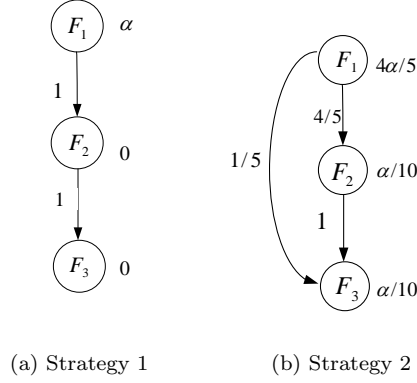 F₁ α
1
F₂ 0
1
F₃ 0
(a) Strategy 1
F₁ 4α/5
4/5
1/5
F₂ α/10
1
F₃ α/10
(b) Strategy 2